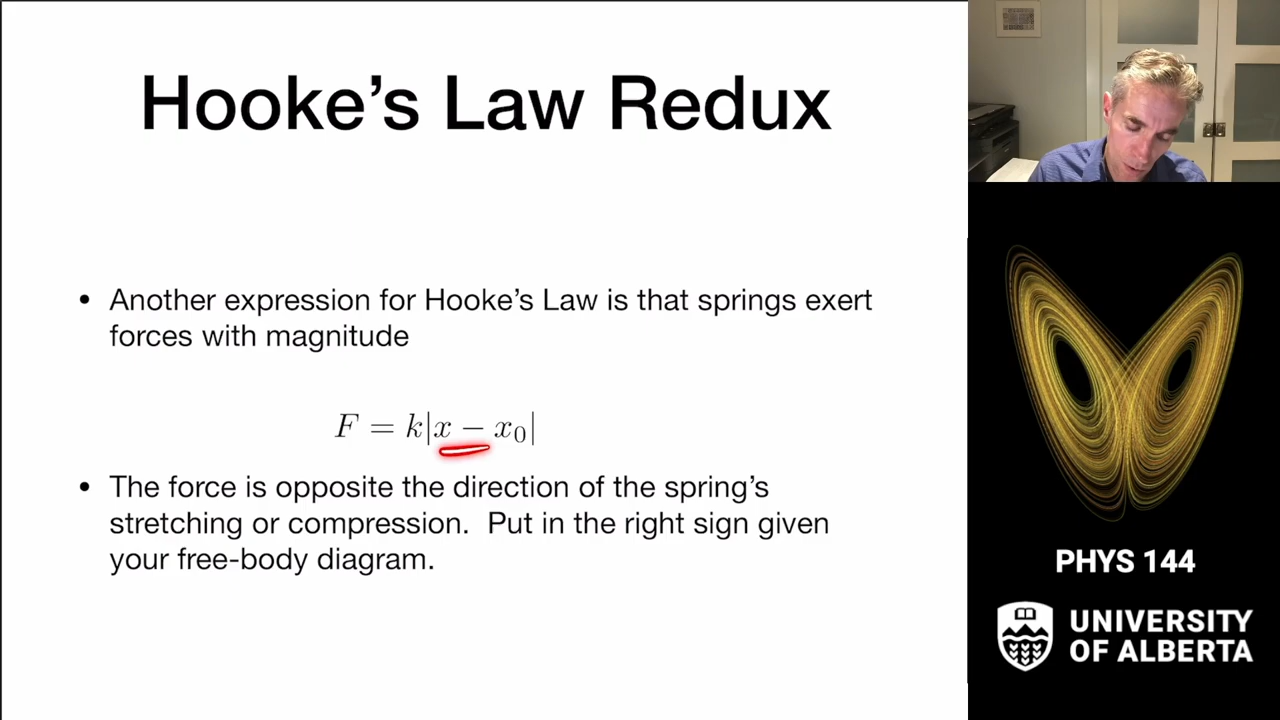 Hooke’s Law Redux
• Another expression for Hooke’s Law is that springs exert
forces with magnitude
F = k|x − x₀|
• The force is opposite the direction of the spring’s
stretching or compression.  Put in the right sign given
your free-body diagram.
PHYS 144
UNIVERSITY
OF ALBERTA